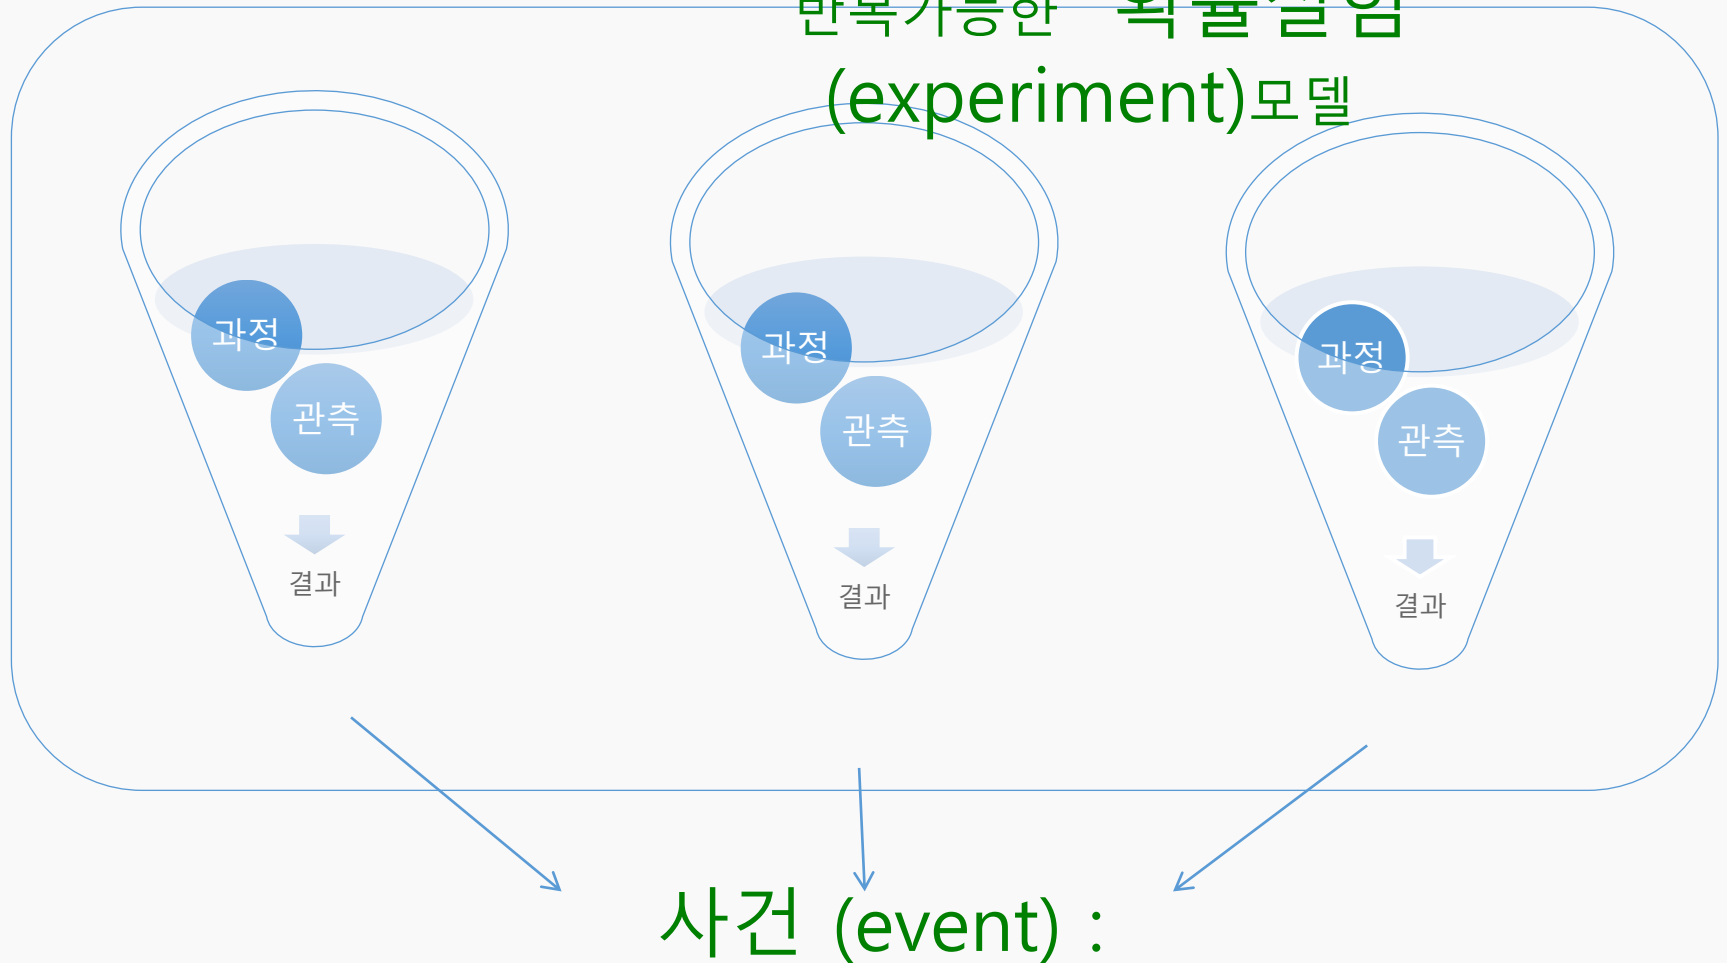 반복가능한 확률실험
(experiment)모델
과정
관측
결과
과정
관측
결과
과정
관측
결과
사건 (event) :